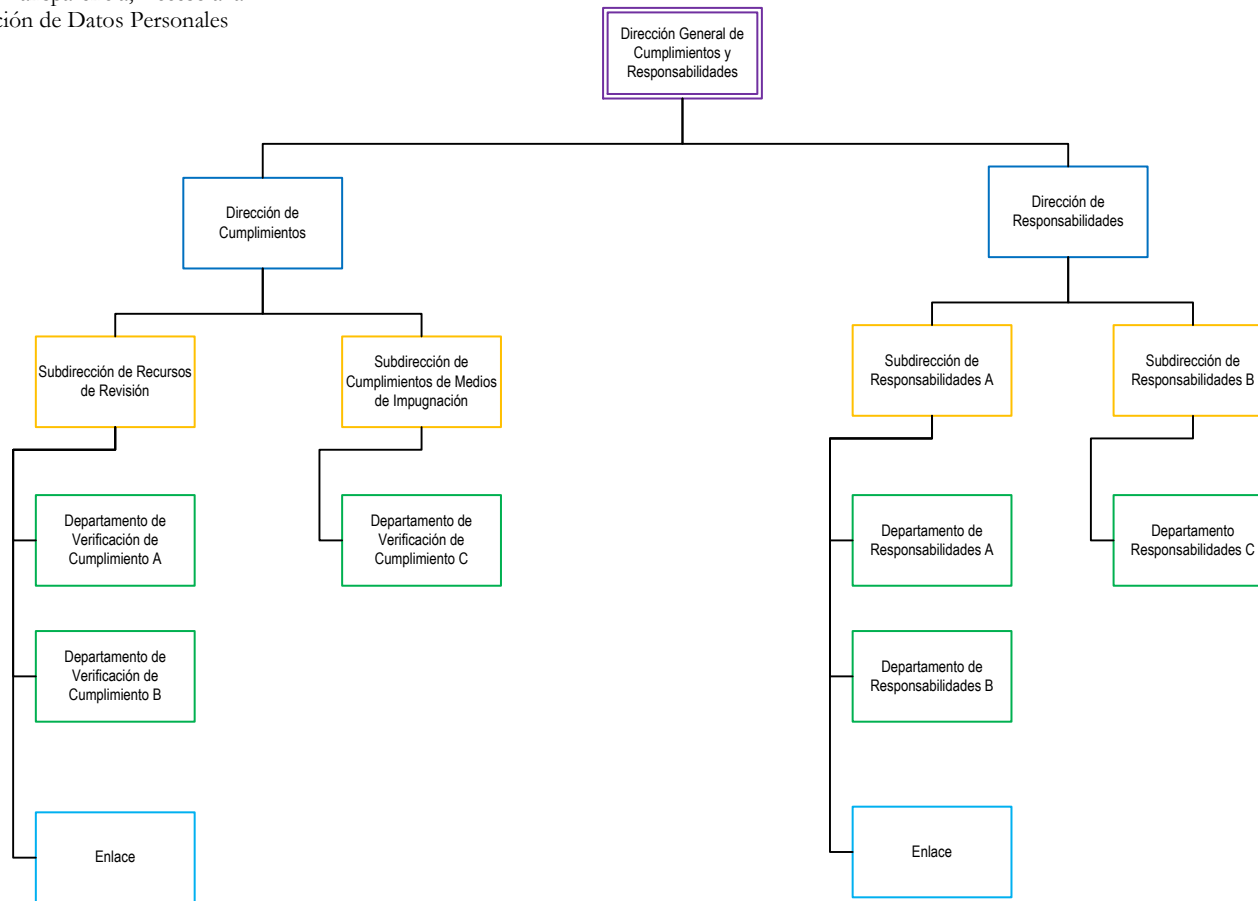 ción de Datos Personales
Dirección General de
Cumplimientos y
Responsabilidades
Dirección de
Cumplimientos
Dirección de
Responsabilidades
Subdirección de Recursos
de Revisión
Subdirección de
Cumplimientos de Medios
de Impugnación
Subdirección de
Responsabilidades A
Subdirección de
Responsabilidades B
Departamento de
Verificación de
Cumplimiento A
Departamento de
Verificación de
Cumplimiento C
Departamento de
Responsabilidades A
Departamento
Responsabilidades C
Departamento de
Verificación de
Cumplimiento B
Departamento de
Responsabilidades B
Enlace
Enlace